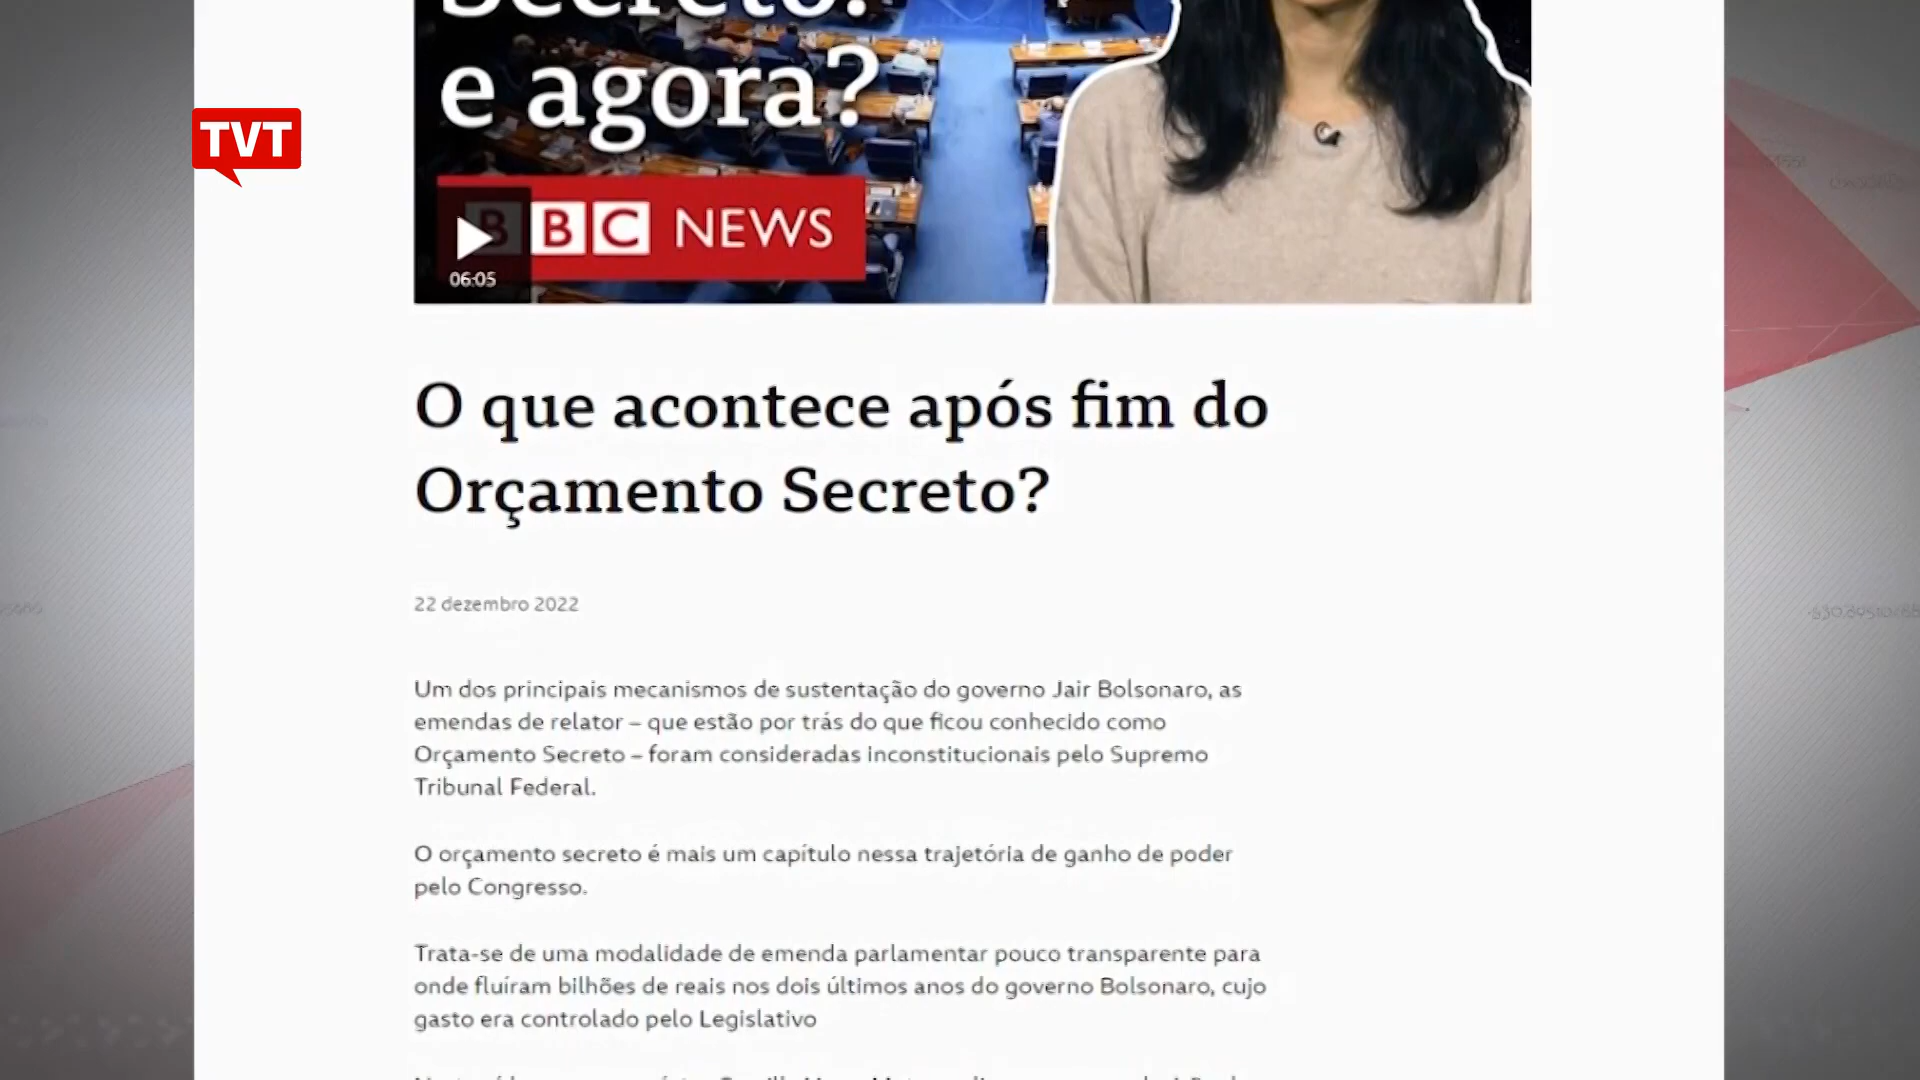 Secreto:
e agora?
TVT
BBC NEWS
06:05
O que acontece após fim do
Orçamento Secreto?
22 dezembro 2022
Um dos principais mecanismos de sustentação do governo Jair Bolsonaro, as
emendas de relator – que estão por trás do que ficou conhecido como
Orçamento Secreto – foram consideradas inconstitucionais pelo Supremo
Tribunal Federal.
O orçamento secreto é mais um capítulo nessa trajetória de ganho de poder
pelo Congresso.
Trata-se de uma modalidade de emenda parlamentar pouco transparente para
onde fluíram bilhões de reais nos dois últimos anos do governo Bolsonaro, cujo
gasto era controlado pelo Legislativo